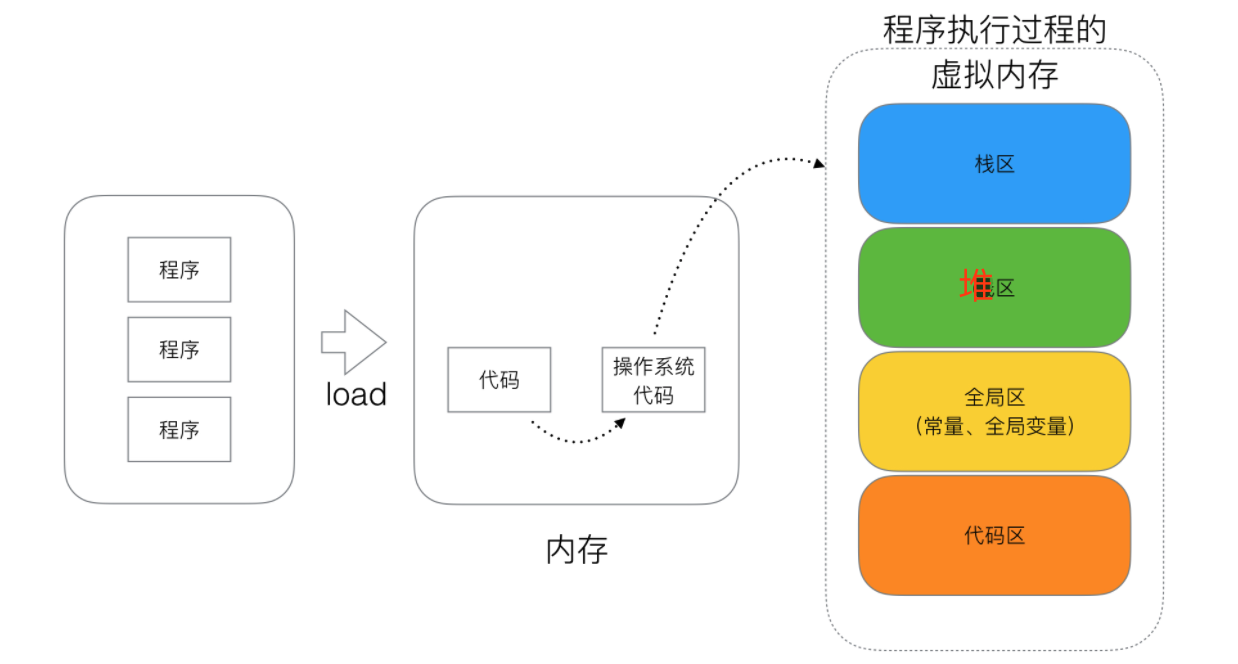 程序
程序
程序
load
代码
操作系统
代码
内存
程序执行过程的
虚拟内存
栈区
堆区
全局区
（常量、全局变量）
代码区